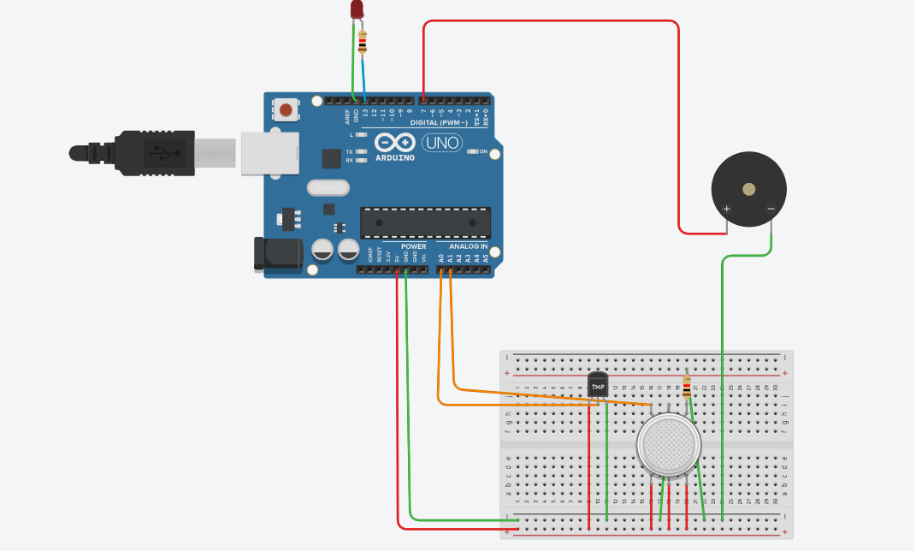 AREF
GND
13
12
~11
~10
~9
8
7
~6
~5
4
~3
2
TX→1
RX←0
DIGITAL (PWM ~)
L
TX
RX
ARDUINO
UNO
ON
POWER
ANALOG IN
IOREF
RESET
3.3V
5V
GND
GND
Vin
A0
A1
A2
A3
A4
A5
TMP
+
−